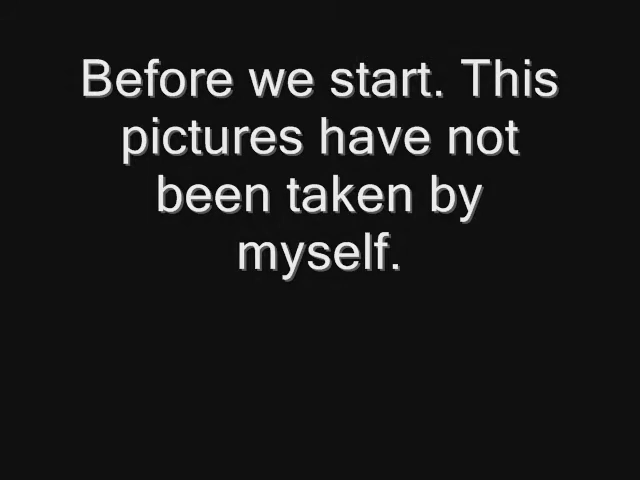 Before we start. This
pictures have not
been taken by
myself.